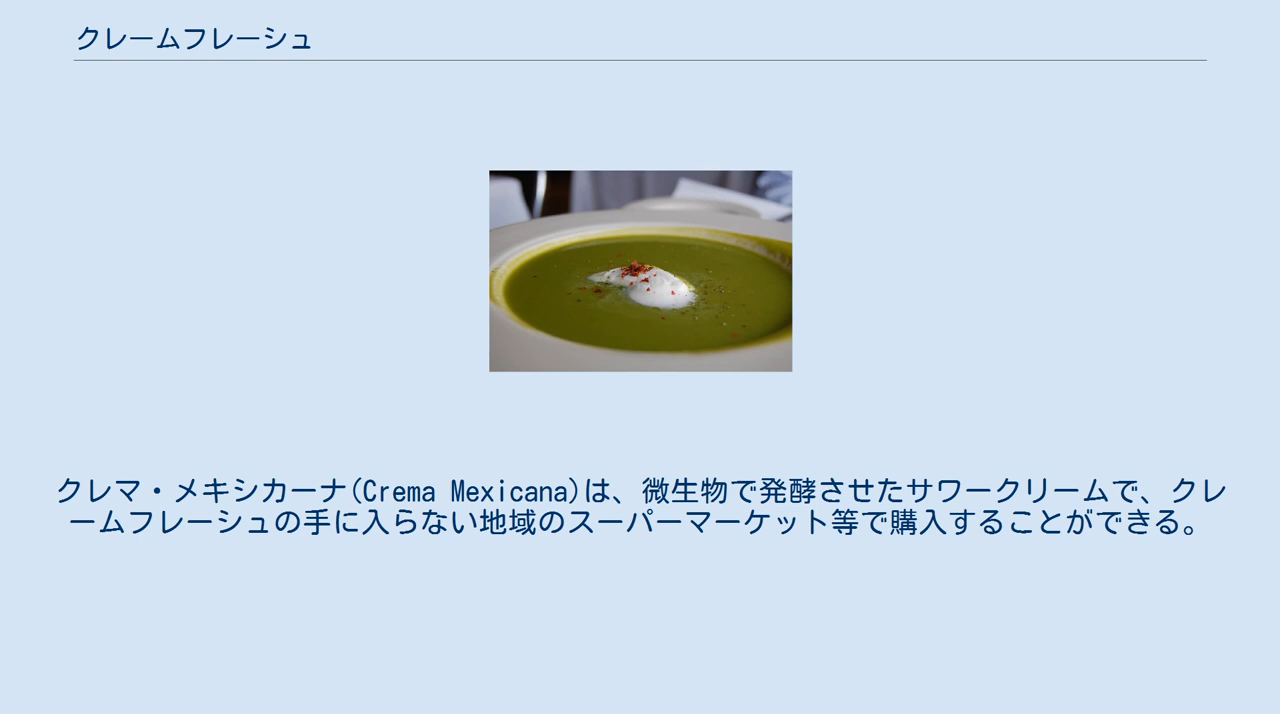 クレームフレーシュ
クレマ・メキシカーナ(Crema Mexicana)は、微生物で発酵させたサワークリームで、クレ
ームフレーシュの手に入らない地域のスーパーマーケット等で購入することができる。